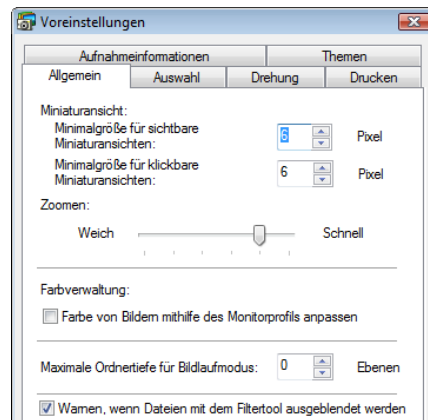 Voreinstellungen
Aufnahmeinformationen Themen
Allgemein Auswahl Drehung Drucken
Miniaturansicht:
Minimalgröße für sichtbare
Miniaturansichten: 6 Pixel
Minimalgröße für klickbare
Miniaturansichten: 6 Pixel
Zoomen:
Weich Schnell
Farbverwaltung:
Farbe von Bildern mithilfe des Monitorprofils anpassen
Maximale Ordnertiefe für Bildlaufmodus: 0 Ebenen
Warnen, wenn Dateien mit dem Filtertool ausgeblendet werden